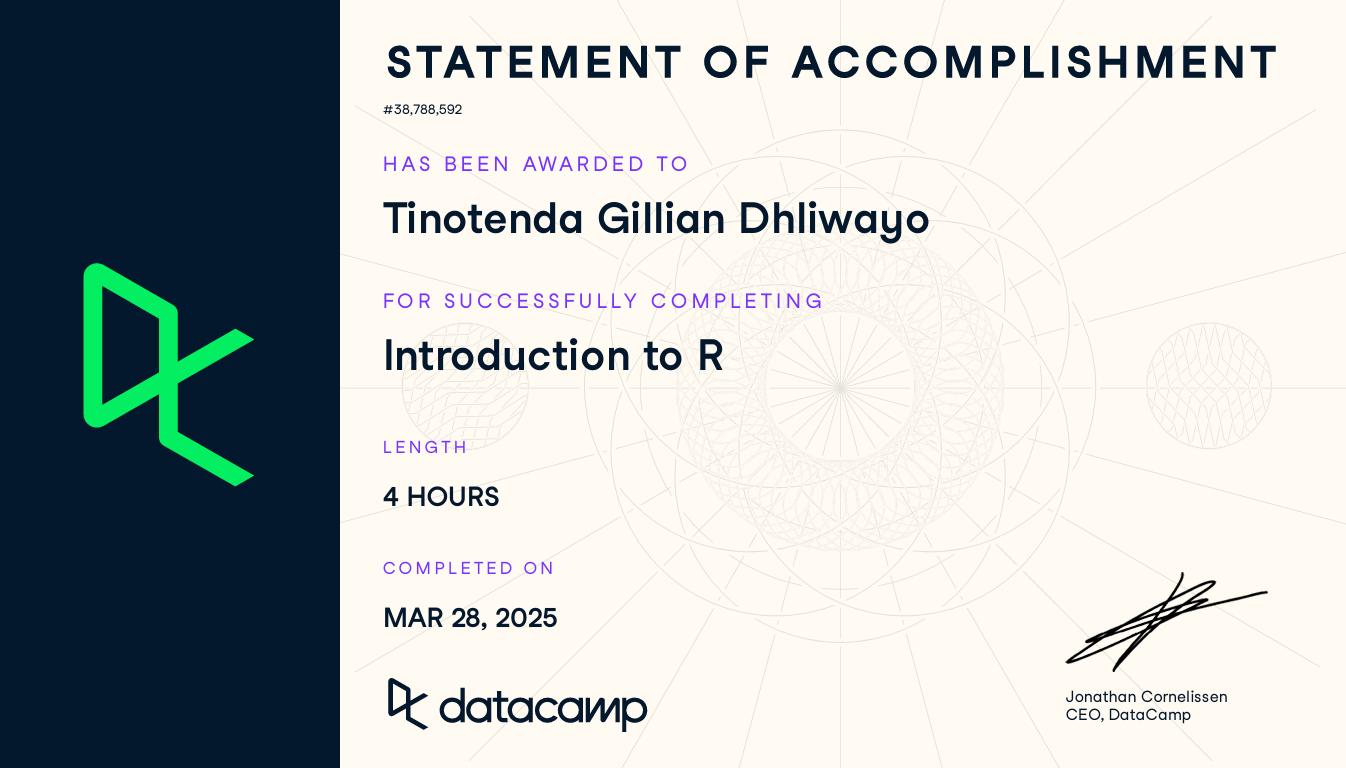 STATEMENT OF ACCOMPLISHMENT
#38,788,592
HAS BEEN AWARDED TO
Tinotenda Gillian Dhliwayo
FOR SUCCESSFULLY COMPLETING
Introduction to R
LENGTH
4 HOURS
COMPLETED ON
MAR 28, 2025
datacamp
Jonathan Cornelissen
CEO, DataCamp